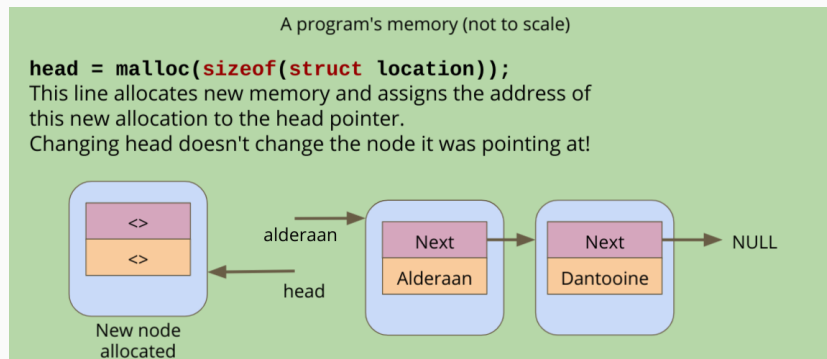 A program's memory (not to scale)
head = malloc(sizeof(struct location));
This line allocates new memory and assigns the address of
this new allocation to the head pointer.
Changing head doesn't change the node it was pointing at!
<>
<>
New node
allocated
alderaan
head
Next
Alderaan
Next
Dantooine
NULL